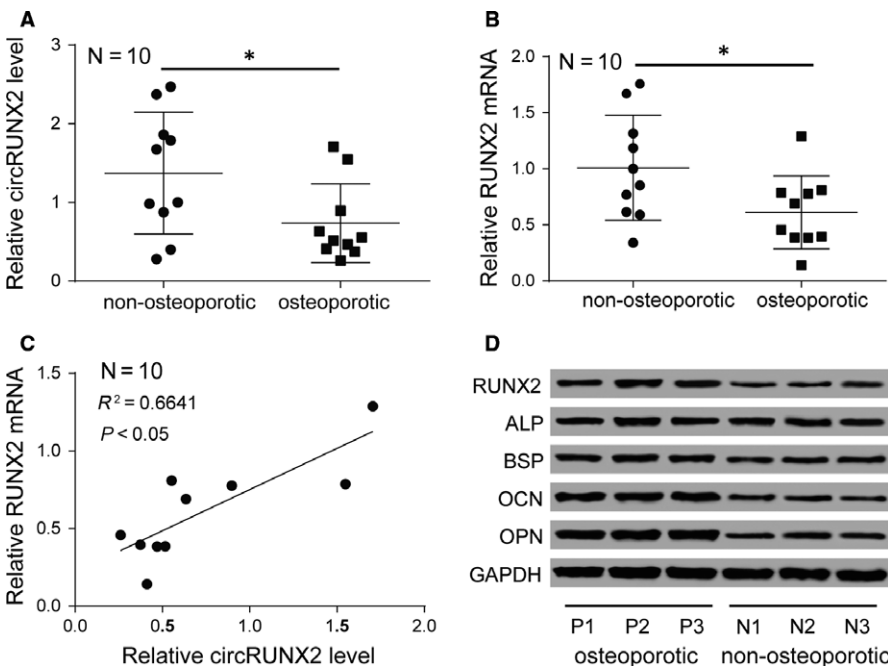 A
Relative circRUNX2 level
3
2
1
0
N = 10
*
non-osteoporotic
osteoporotic
B
Relative RUNX2 mRNA
2.0
1.5
1.0
0.5
0.0
N = 10
*
non-osteoporotic
osteoporotic
C
Relative RUNX2 mRNA
1.5
1.0
0.5
0.0
N = 10
R² = 0.6641
P < 0.05
0.0 0.5 1.0 1.5 2.0
Relative circRUNX2 level
D
RUNX2
ALP
BSP
OCN
OPN
GAPDH
P1 P2 P3 N1 N2 N3
osteoporotic non-osteoporotic